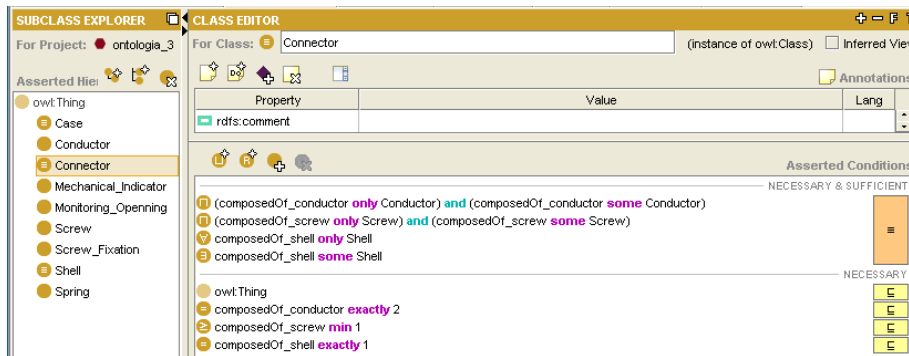 SUBCLASS EXPLORER
For Project: ontologia_3
Asserted Hie
owl:Thing
Case
Conductor
Connector
Mechanical_Indicator
Monitoring_Openning
Screw
Screw_Fixation
Shell
Spring
CLASS EDITOR
For Class: Connector (instance of owl:Class) Inferred Vie
Annotations
Property Value Lang
rdfs:comment
Asserted Conditions
NECESSARY & SUFFICIENT
(composedOf_conductor only Conductor) and (composedOf_conductor some Conductor)
(composedOf_screw only Screw) and (composedOf_screw some Screw)
composedOf_shell only Shell
composedOf_shell some Shell
NECESSARY
owl:Thing
composedOf_conductor exactly 2
composedOf_screw min 1
composedOf_shell exactly 1